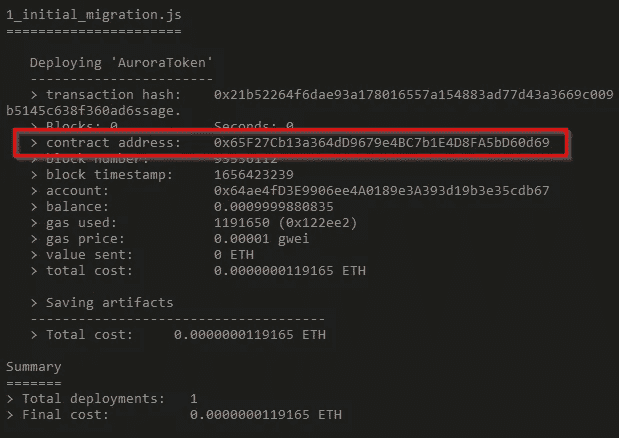 1_initial_migration.js
======================
Deploying 'AuroraToken'
-----------------------
> transaction hash: 0x21b52264f6dae93a178016557a154883ad77d43a3669c009
b5145c638f360ad6ssage.
> Blocks: 0 Seconds: 0
> contract address: 0x65F27Cb13a364dD9679e4BC7b1E4D8FA5bD60d69
> block number: 93556112
> block timestamp: 1656423239
> account: 0x64ae4fD3E9906ee4A0189e3A393d19b3e35cdb67
> balance: 0.0009999880835
> gas used: 1191650 (0x122ee2)
> gas price: 0.00001 gwei
> value sent: 0 ETH
> total cost: 0.0000000119165 ETH
> Saving artifacts
-------------------------------------
> Total cost: 0.0000000119165 ETH
Summary
=======
> Total deployments: 1
> Final cost: 0.0000000119165 ETH